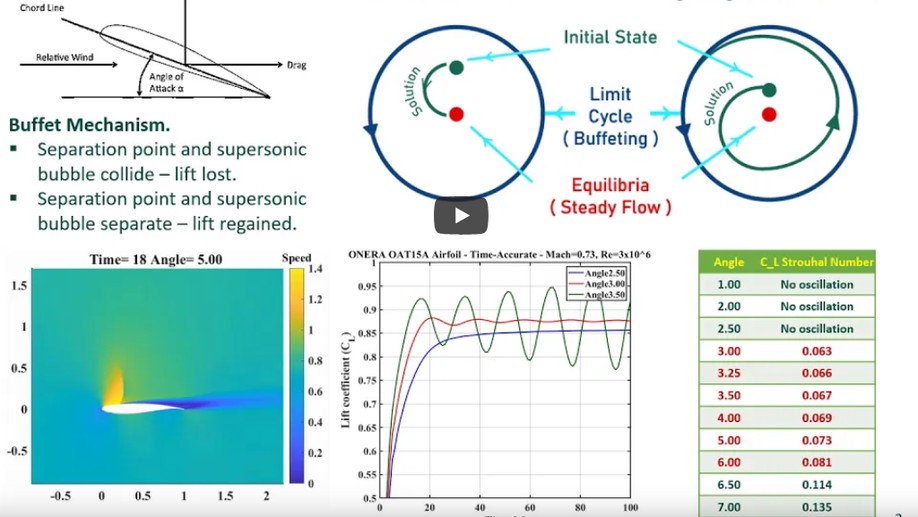 Chord Line
Relative Wind
Drag
Angle of
Attack α
Buffet Mechanism.
Separation point and supersonic
bubble collide – lift lost.
Separation point and supersonic
bubble separate – lift regained.
Initial State
Solution
Solution
Limit
Cycle
( Buffeting )
Equilibria
( Steady Flow )
Time= 18 Angle= 5.00
Speed
1.5
1
0.5
0
-0.5
-0.5 0 0.5 1 1.5 2
1.4
1.2
1
0.8
0.6
0.4
0.2
0
ONERA OAT15A Airfoil - Time-Accurate - Mach=0.73, Re=3x10^6
Angle2.50
Angle3.00
Angle3.50
Lift coefficient (C_L)
1
0.95
0.9
0.85
0.8
0.75
0.7
0.65
0.6
0.55
0.5
0 20 40 60 80 100
Angle C_L Strouhal Number
1.00 No oscillation
2.00 No oscillation
2.50 No oscillation
3.00 0.063
3.25 0.066
3.50 0.067
4.00 0.069
5.00 0.073
6.00 0.081
6.50 0.114
7.00 0.135